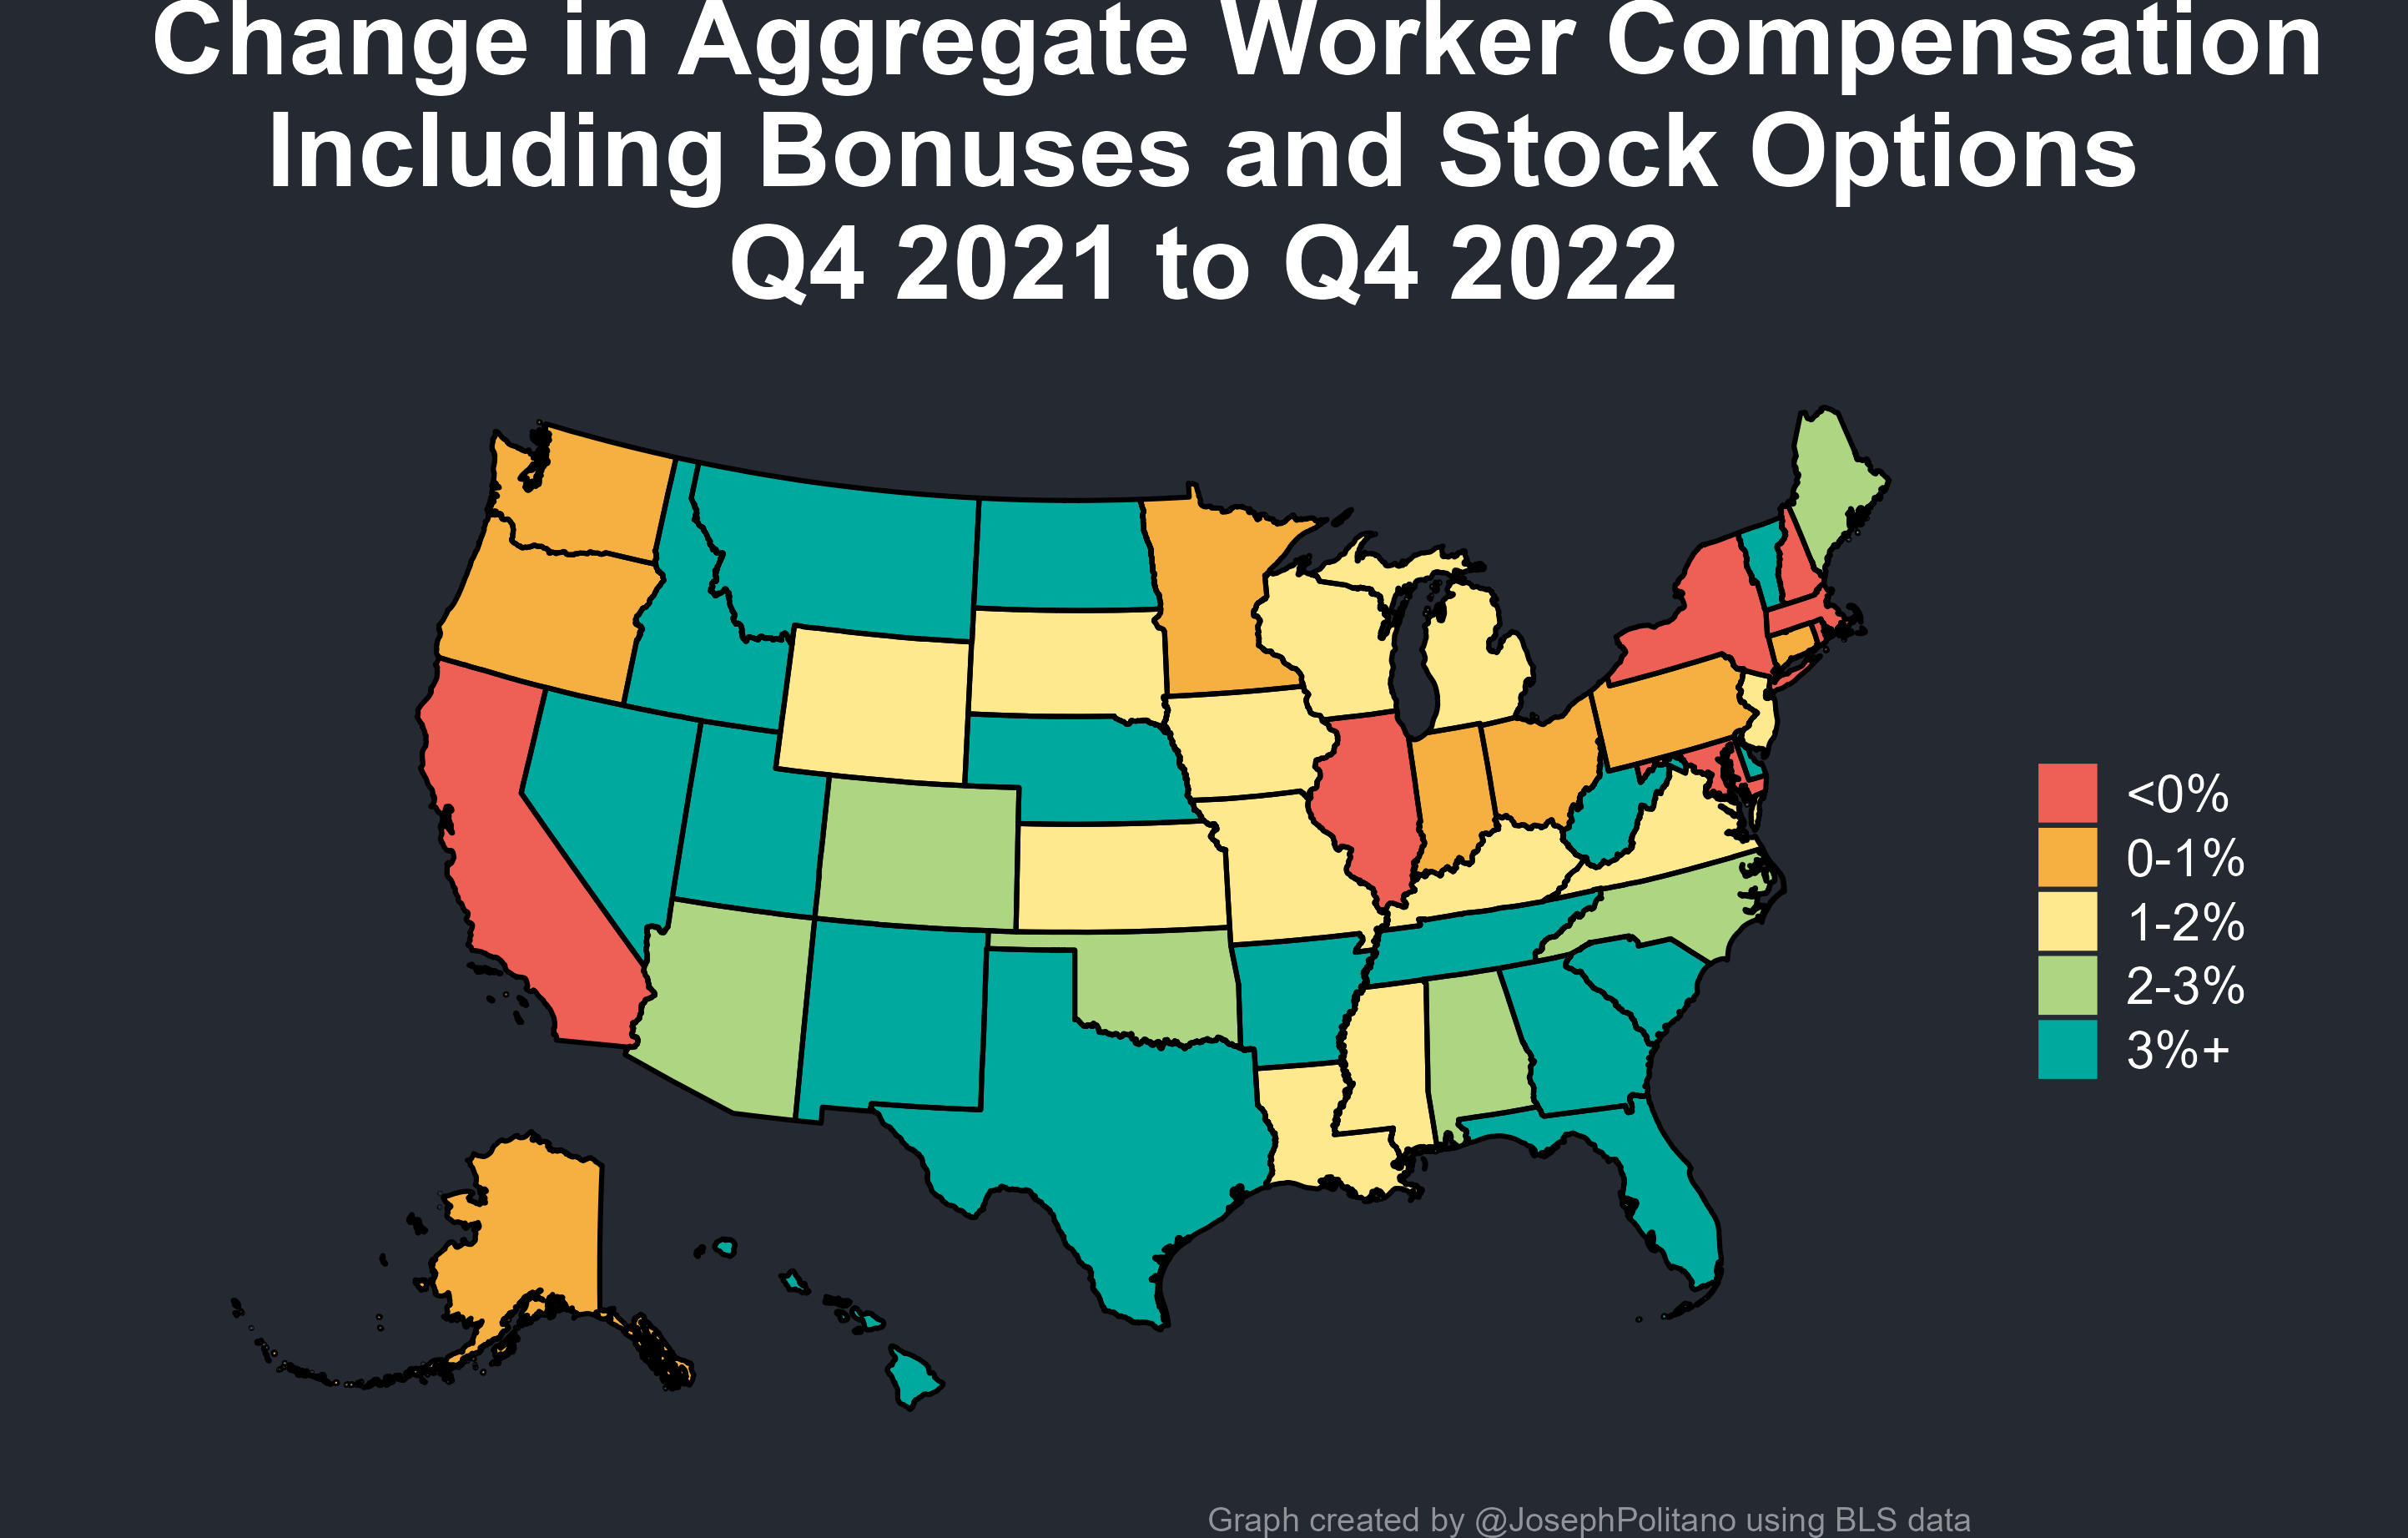 Change in Aggregate Worker Compensation
Including Bonuses and Stock Options
Q4 2021 to Q4 2022
<0%
0-1%
1-2%
2-3%
3%+
Graph created by @JosephPolitano using BLS data